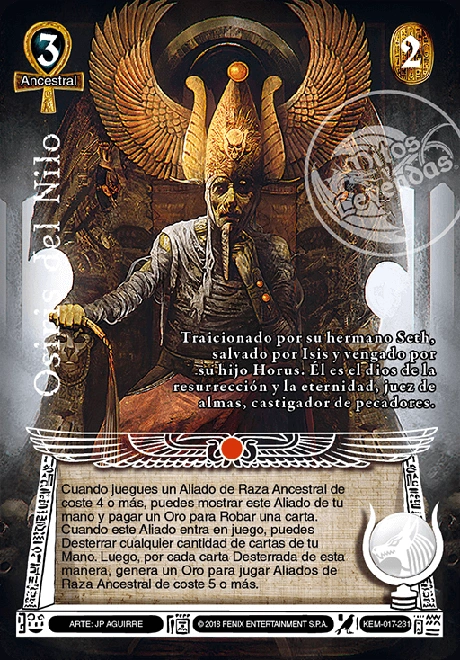 3
Ancestral
2
Mitos
Leyendas
Osiris del Nilo
Traicionado por su hermano Seth,
salvado por Isis y vengado por
su hijo Horus. Él es el dios de la
resurrección y la eternidad, juez de
almas, castigador de pecadores.
Cuando juegues un Aliado de Raza Ancestral de
coste 4 o más, puedes mostrar este Aliado de tu
mano y pagar un Oro para Robar una carta.
Cuando este Aliado entra en juego, puedes
Desterrar cualquier cantidad de cartas de tu
Mano. Luego, por cada carta Desterrada de esta
manera, genera un Oro para jugar Aliados de
Raza Ancestral de coste 5 o más.
ARTE: JP AGUIRRE
© 2018 FENIX ENTERTAINMENT S.P.A.
KEM-017-231